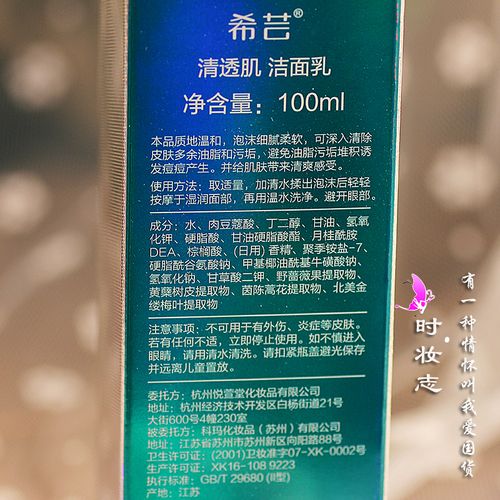 希芸®
清透肌 洁面乳
净含量：100ml
本品质地温和，泡沫细腻柔软，可深入清除
皮肤多余油脂和污垢，避免油脂污垢堆积诱
发痘痘产生。并给肌肤带来清爽感受。
使用方法：取适量，加清水揉出泡沫后轻轻
按摩于湿润面部，再用温水洗净。避开眼部。
成分：水、肉豆蔻酸、丁二醇、甘油、氢氧
化钾、硬脂酸、甘油硬脂酸酯、月桂酰胺
DEA、棕榈酸、(日用) 香精、聚季铵盐-7、
硬脂酰谷氨酸钠、甲基椰油酰基牛磺酸钠、
氢氧化钠、甘草酸二钾、野蔷薇果提取物、
黄檗树皮提取物、茵陈蒿花提取物、北美金
缕梅叶提取物
注意事项：不可用于有外伤、炎症等皮肤。
若有任何不适，立即停止使用。如不慎进入
眼睛，请用清水清洗。请扣紧瓶盖避光保存
并远离儿童置放。
委托方：杭州悦萱堂化妆品有限公司
地址：杭州经济技术开发区白杨街道21号
大街600号4幢230室
被委托方：科玛化妆品（苏州）有限公司
地址：江苏省苏州市苏州新区向阳路88号
卫生许可证：(2001) 卫妆准字07-XK-0002号
生产许可证：XK16-108 9223
执行标准：GB/T 29680 (II型)
产地：江苏
时妆志
有一种情怀叫我爱国货